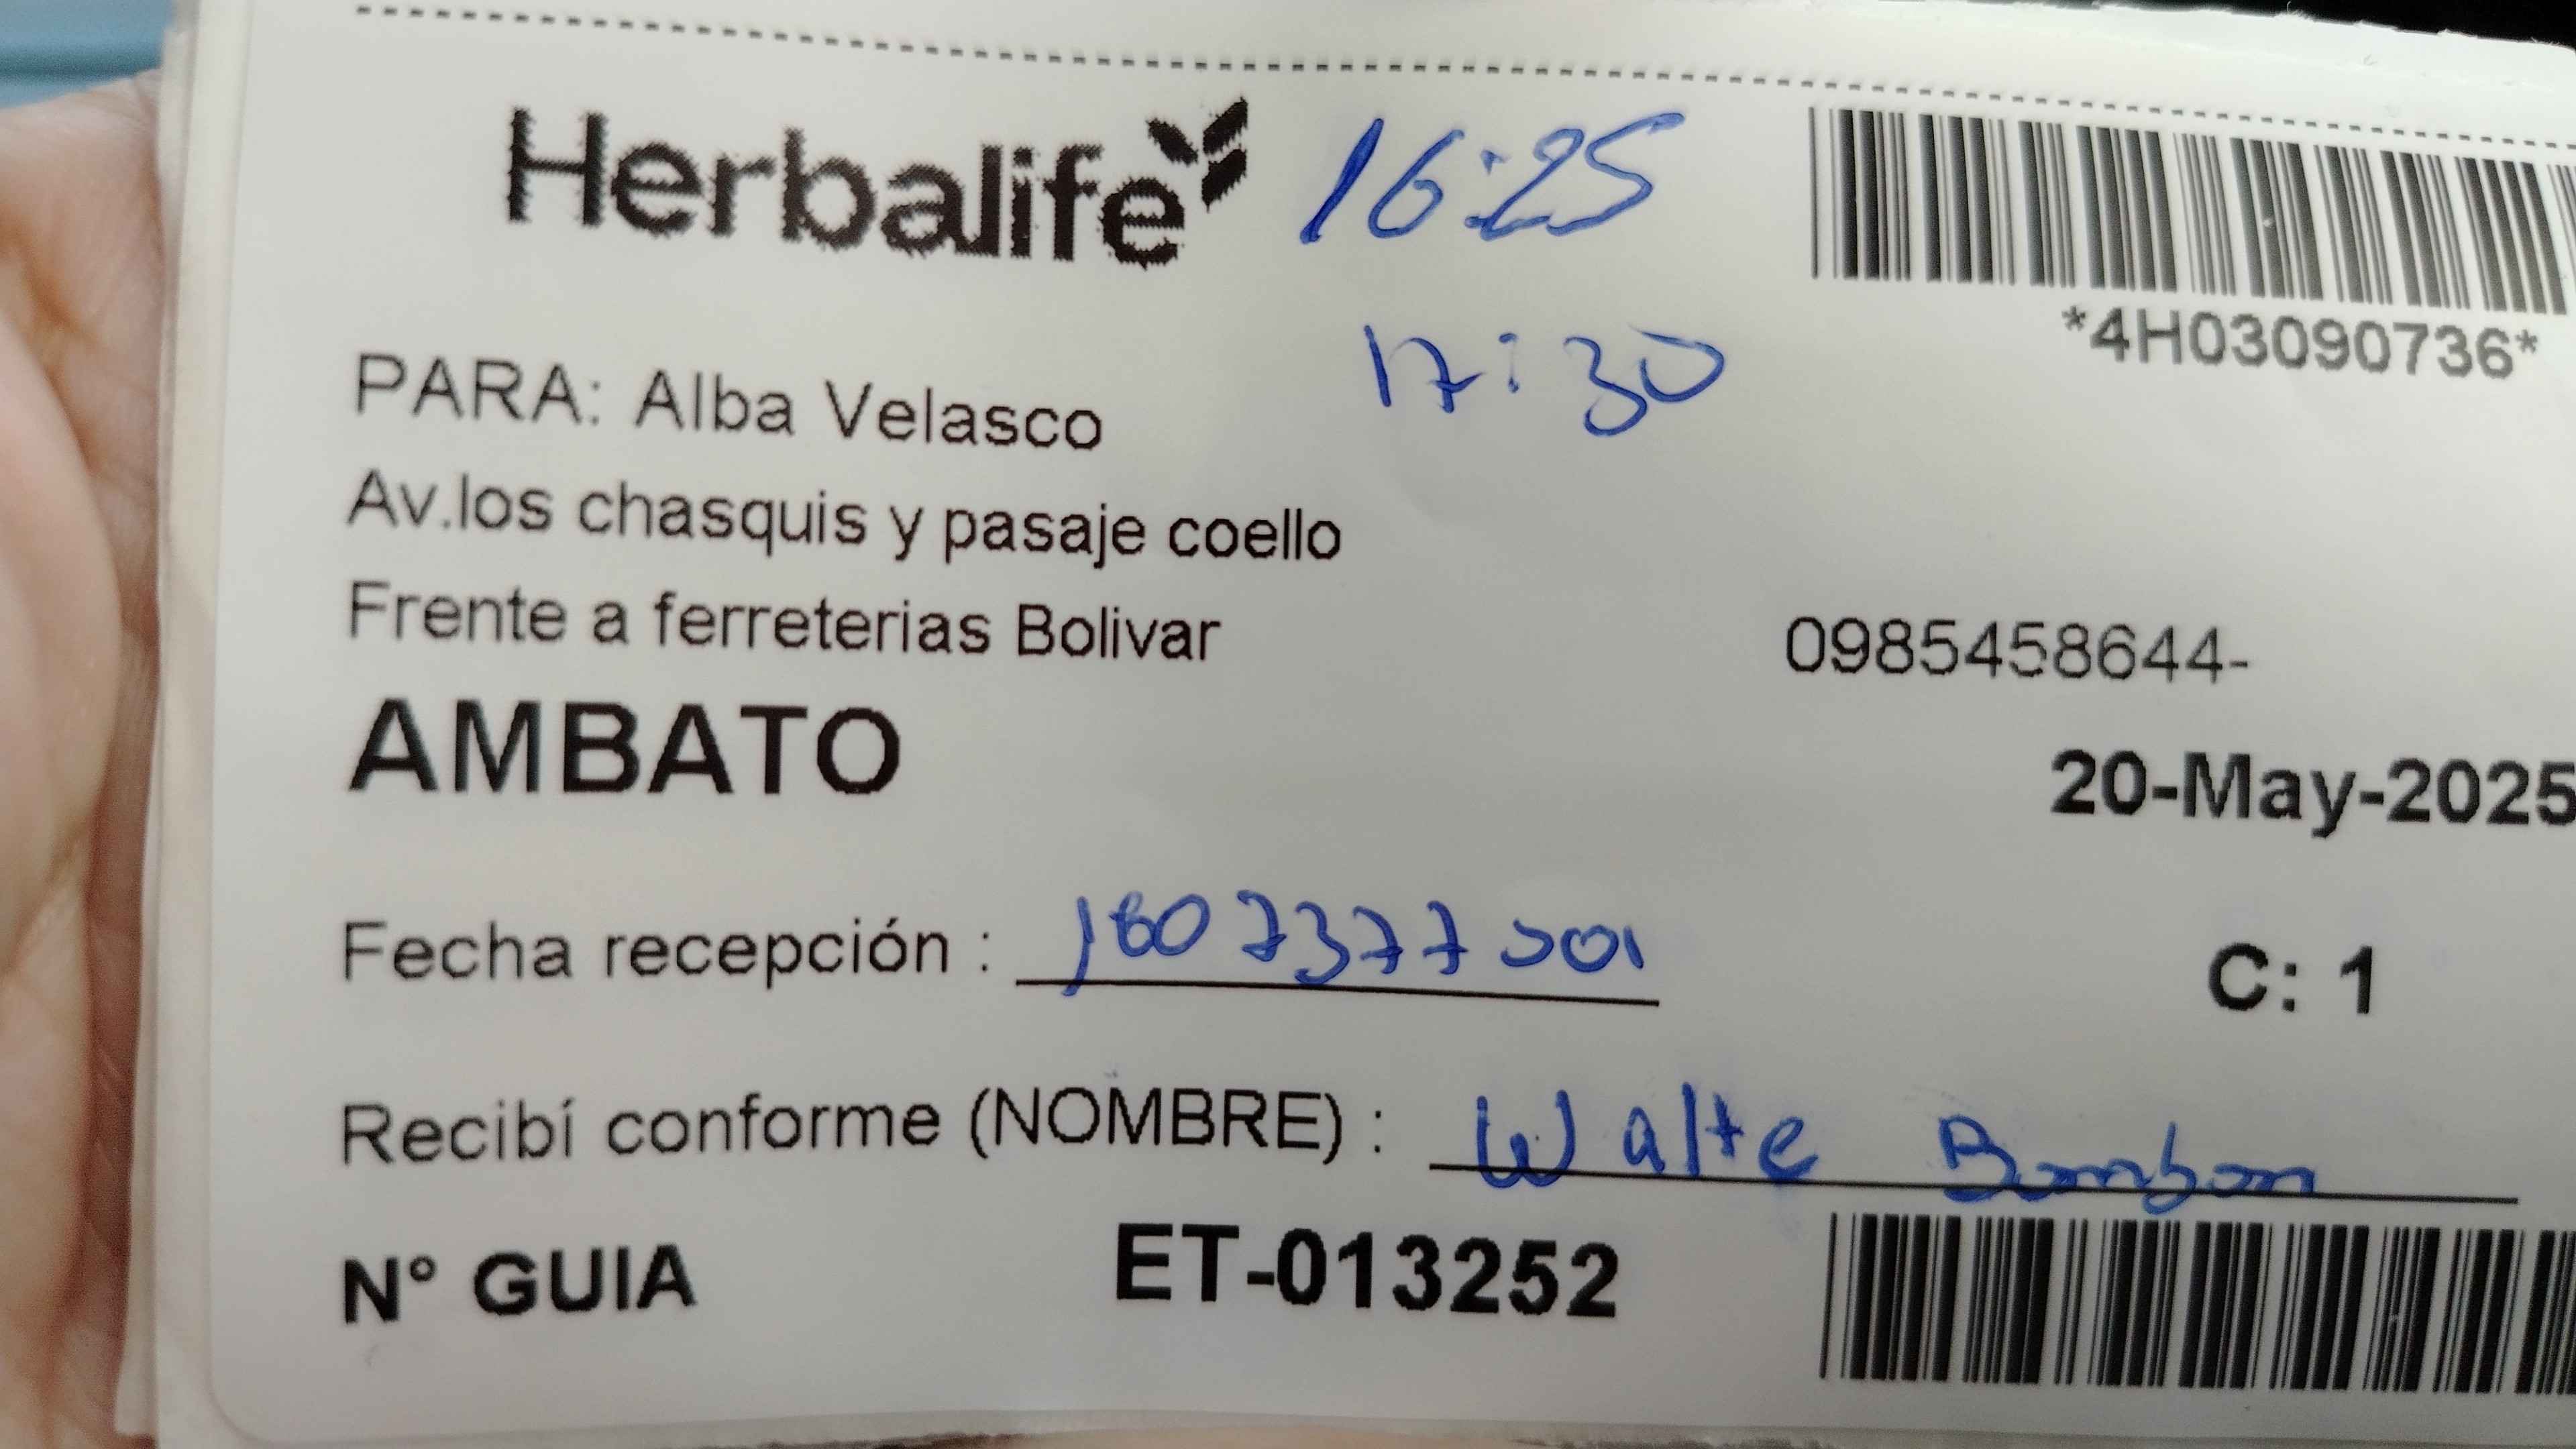 Herbalife 16:25
*4H03090736*
17:30
PARA: Alba Velasco
Av.los chasquis y pasaje coello
Frente a ferreterias Bolivar
0985458644-
AMBATO
20-May-2025
Fecha recepción :
C: 1
Recibí conforme (NOMBRE) : Walte Bombon
N° GUIA ET-013252